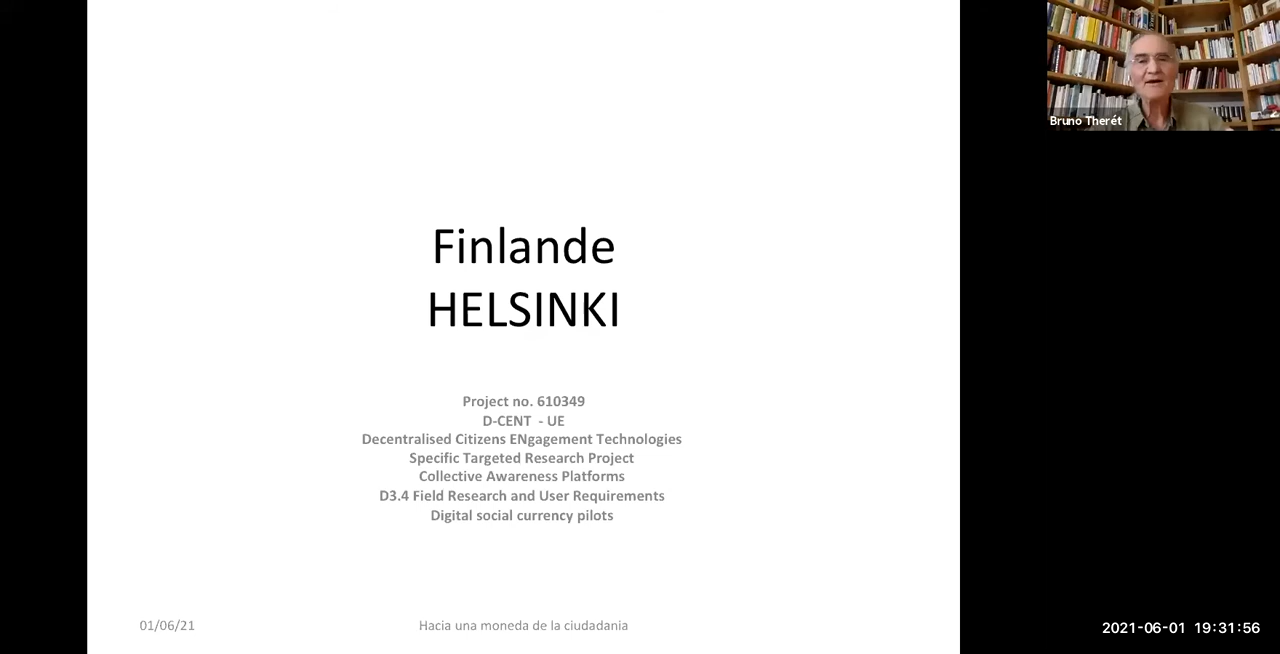 Bruno Therét
Finlande
HELSINKI
Project no. 610349
D-CENT - UE
Decentralised Citizens ENgagement Technologies
Specific Targeted Research Project
Collective Awareness Platforms
D3.4 Field Research and User Requirements
Digital social currency pilots
01/06/21
Hacia una moneda de la ciudadania
2021-06-01 19:31:56